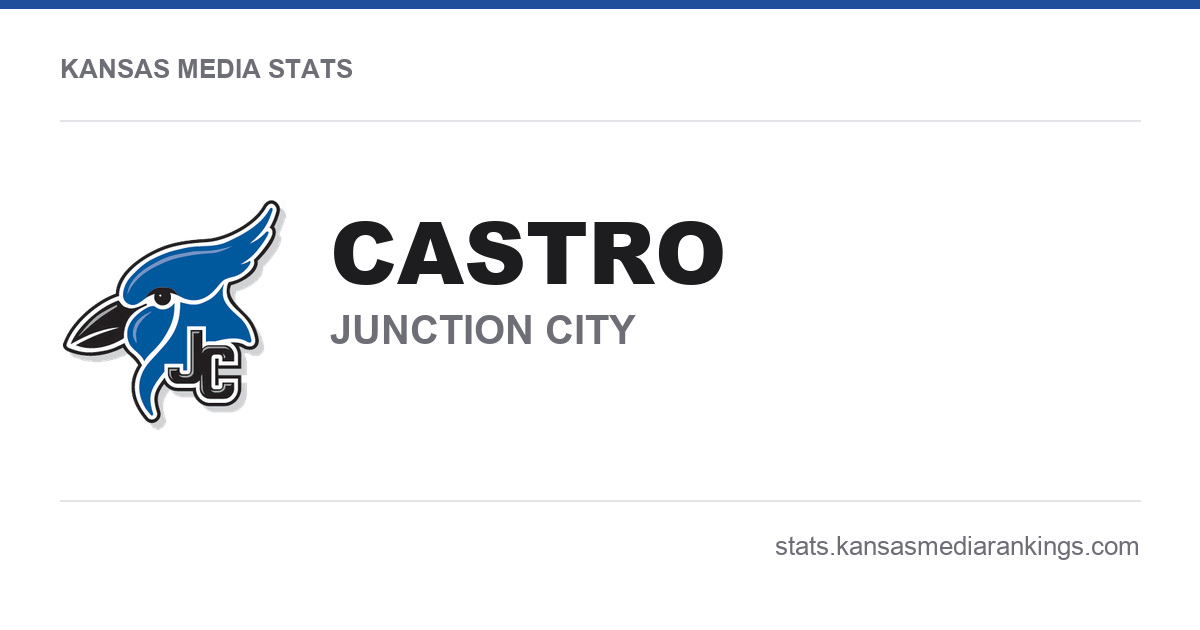 KANSAS MEDIA STATS
CASTRO
JUNCTION CITY
JC
stats.kansasmediarankings.com